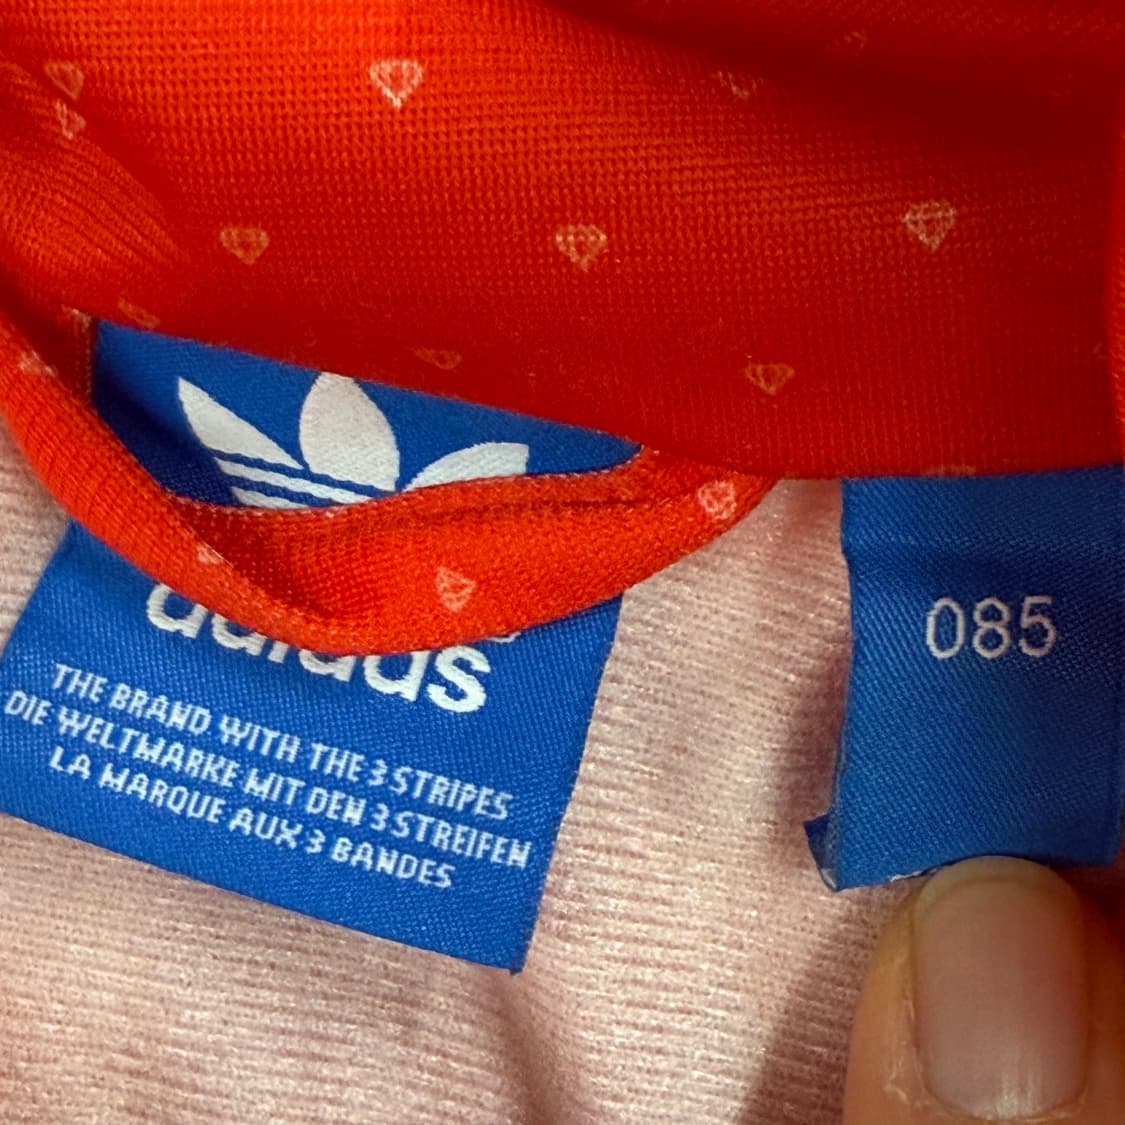 adidas
THE BRAND WITH THE 3 STRIPES
DIE WELTMARKE MIT DEN 3 STREIFEN
LA MARQUE AUX 3 BANDES
085